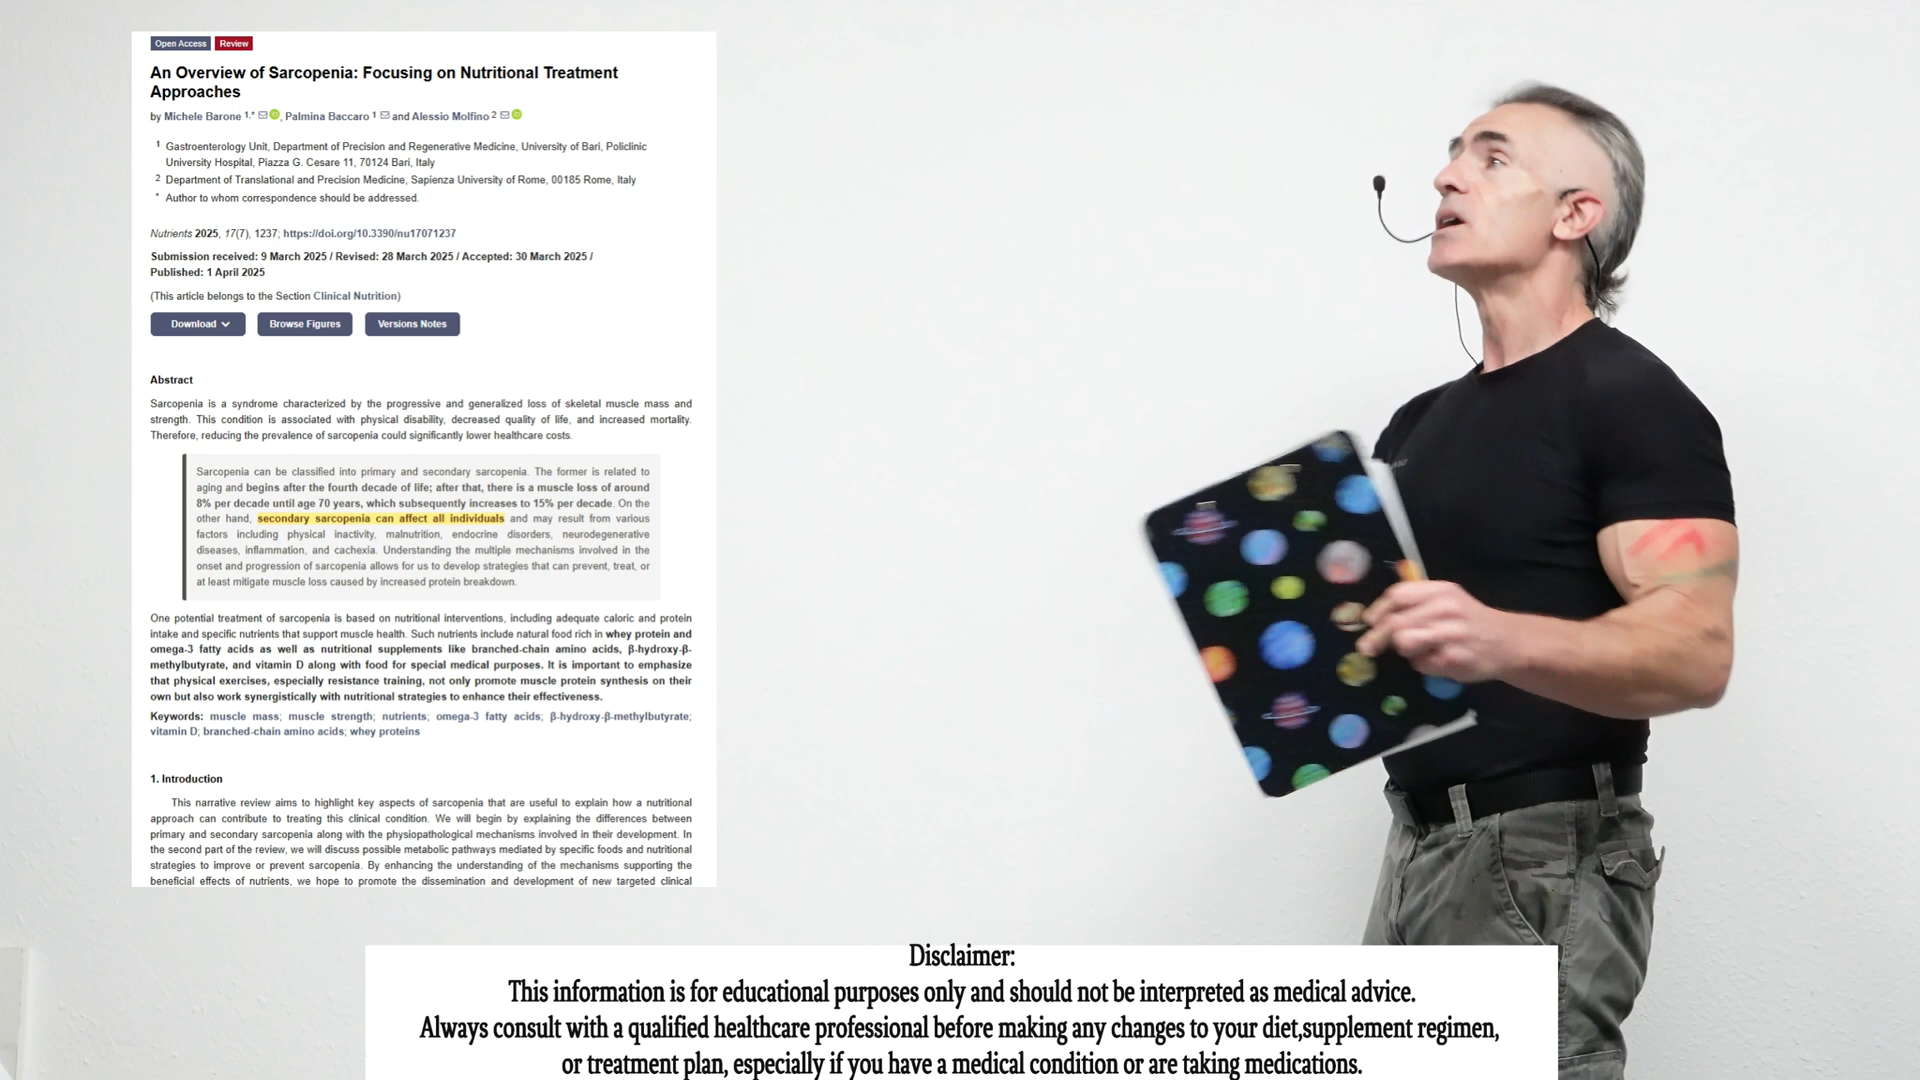 Open Access Review
An Overview of Sarcopenia: Focusing on Nutritional Treatment
Approaches
by Michele Barone 1,* , Palmina Baccaro 1 and Alessio Molfino 2
1 Gastroenterology Unit, Department of Precision and Regenerative Medicine, University of Bari, Policlinic
University Hospital, Piazza G. Cesare 11, 70124 Bari, Italy
2 Department of Translational and Precision Medicine, Sapienza University of Rome, 00185 Rome, Italy
* Author to whom correspondence should be addressed.
Nutrients 2025, 17(7), 1237; https://doi.org/10.3390/nu17071237
Submission received: 9 March 2025 / Revised: 28 March 2025 / Accepted: 30 March 2025 /
Published: 1 April 2025
(This article belongs to the Section Clinical Nutrition)
Download Browse Figures Versions Notes
Abstract
Sarcopenia is a syndrome characterized by the progressive and generalized loss of skeletal muscle mass and
strength. This condition is associated with physical disability, decreased quality of life, and increased mortality.
Therefore, reducing the prevalence of sarcopenia could significantly lower healthcare costs.
Sarcopenia can be classified into primary and secondary sarcopenia. The former is related to
aging and begins after the fourth decade of life; after that, there is a muscle loss of around
8% per decade until age 70 years, which subsequently increases to 15% per decade. On the
other hand, secondary sarcopenia can affect all individuals and may result from various
factors including physical inactivity, malnutrition, endocrine disorders, neurodegenerative
diseases, inflammation, and cachexia. Understanding the multiple mechanisms involved in the
onset and progression of sarcopenia allows for us to develop strategies that can prevent, treat, or
at least mitigate muscle loss caused by increased protein breakdown.
One potential treatment of sarcopenia is based on nutritional interventions, including adequate caloric and protein
intake and specific nutrients that support muscle health. Such nutrients include natural food rich in whey protein and
omega-3 fatty acids as well as nutritional supplements like branched-chain amino acids, β-hydroxy-β-
methylbutyrate, and vitamin D along with food for special medical purposes. It is important to emphasize
that physical exercises, especially resistance training, not only promote muscle protein synthesis on their
own but also work synergistically with nutritional strategies to enhance their effectiveness.
Keywords: muscle mass; muscle strength; nutrients; omega-3 fatty acids; β-hydroxy-β-methylbutyrate;
vitamin D; branched-chain amino acids; whey proteins
1. Introduction
This narrative review aims to highlight key aspects of sarcopenia that are useful to explain how a nutritional
approach can contribute to treating this clinical condition. We will begin by explaining the differences between
primary and secondary sarcopenia along with the physiopathological mechanisms involved in their development. In
the second part of the review, we will discuss possible metabolic pathways mediated by specific foods and nutritional
strategies to improve or prevent sarcopenia. By enhancing the understanding of the mechanisms supporting the
beneficial effects of nutrients, we hope to promote the dissemination and development of new targeted clinical
Disclaimer:
This information is for educational purposes only and should not be interpreted as medical advice.
Always consult with a qualified healthcare professional before making any changes to your diet,supplement regimen,
or treatment plan, especially if you have a medical condition or are taking medications.